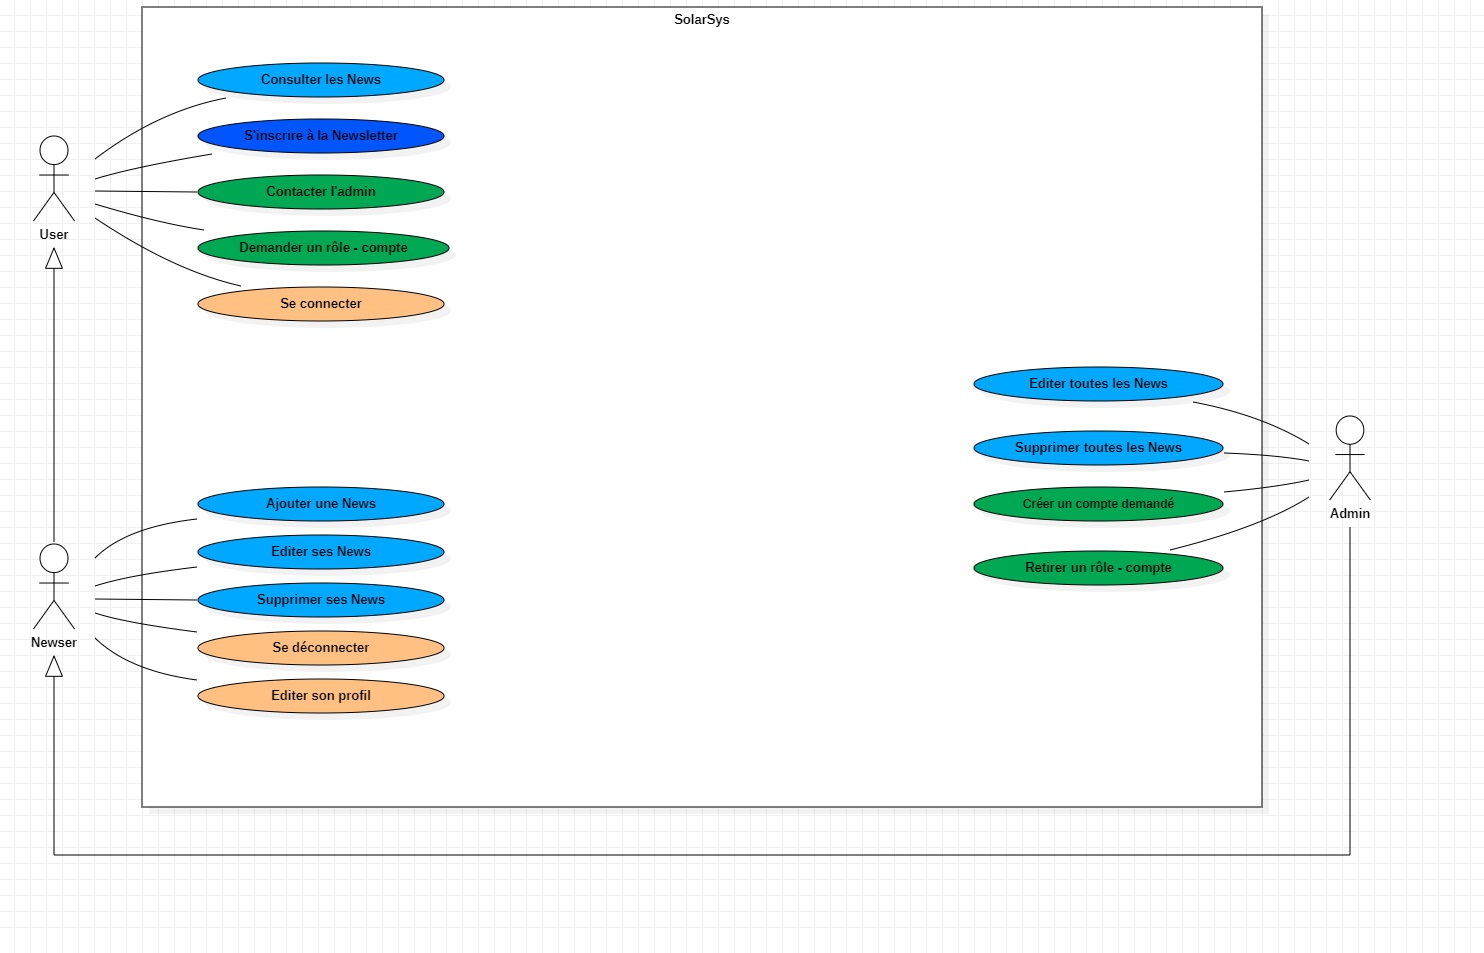 SolarSys
Consulter les News
S'inscrire à la Newsletter
Contacter l'admin
Demander un rôle - compte
Se connecter
User
Editer toutes les News
Supprimer toutes les News
Créer un compte demandé
Retirer un rôle - compte
Admin
Ajouter une News
Editer ses News
Supprimer ses News
Se déconnecter
Editer son profil
Newser